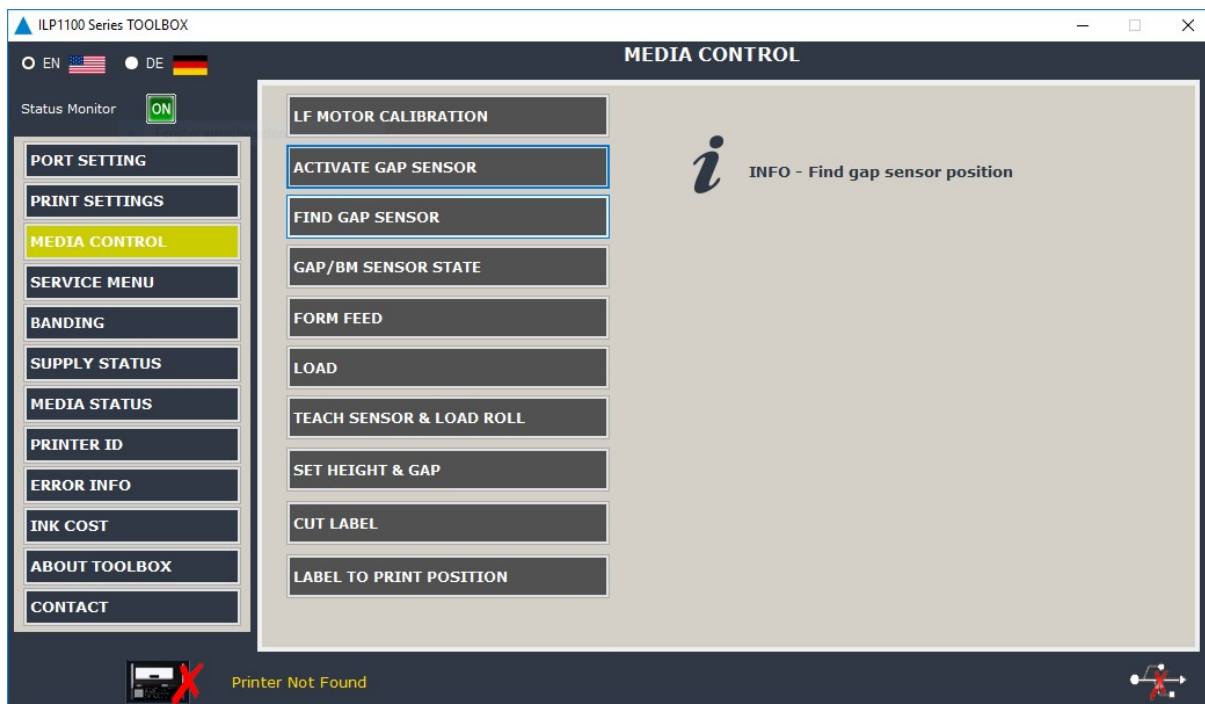 ILP1100 Series TOOLBOX
EN
DE
MEDIA CONTROL
Status Monitor
ON
PORT SETTING
PRINT SETTINGS
MEDIA CONTROL
SERVICE MENU
BANDING
SUPPLY STATUS
MEDIA STATUS
PRINTER ID
ERROR INFO
INK COST
ABOUT TOOLBOX
CONTACT
LF MOTOR CALIBRATION
ACTIVATE GAP SENSOR
FIND GAP SENSOR
GAP/BM SENSOR STATE
FORM FEED
LOAD
TEACH SENSOR & LOAD ROLL
SET HEIGHT & GAP
CUT LABEL
LABEL TO PRINT POSITION
INFO - Find gap sensor position
Printer Not Found